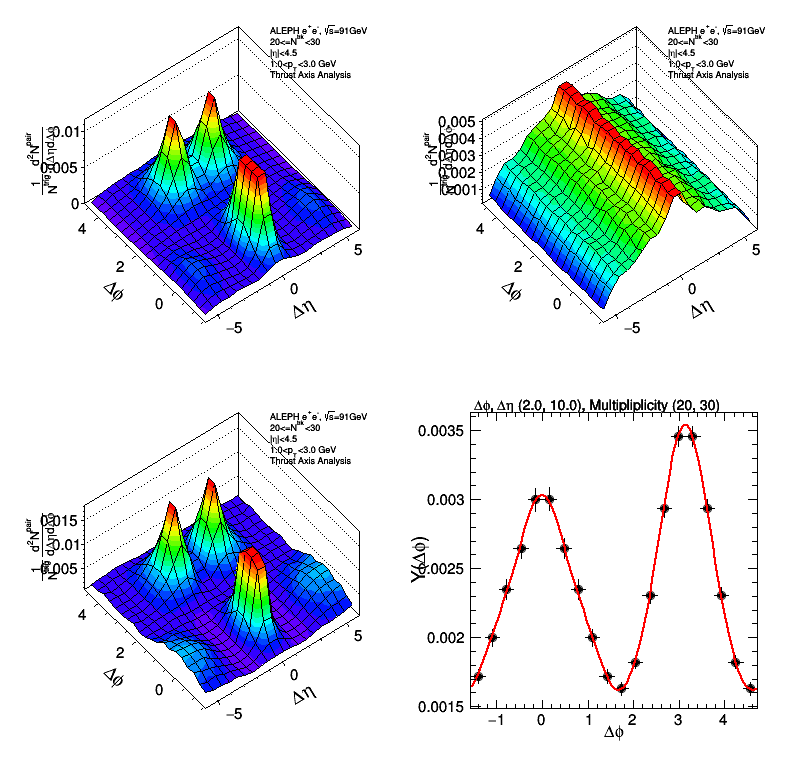 ALEPH e⁺e⁻, √s=91GeV
20<=N^trk<30
|η|<4.5
1.0<p_T<3.0 GeV
Thrust Axis Analysis
0.01
0.005
0
4
2
0
Δφ
−5
0
5
Δη
ALEPH e⁺e⁻, √s=91GeV
20<=N^trk<30
|η|<4.5
1.0<p_T<3.0 GeV
Thrust Axis Analysis
0.005
0.004
0.003
0.002
0.001
4
2
0
Δφ
−5
0
5
Δη
ALEPH e⁺e⁻, √s=91GeV
20<=N^trk<30
|η|<4.5
1.0<p_T<3.0 GeV
Thrust Axis Analysis
0.015
0.01
0.005
4
2
0
Δφ
−5
0
5
Δη
Δφ, Δη (2.0, 10.0), Multipliplicity (20, 30)
0.0035
0.003
0.0025
0.002
0.0015
Y(Δφ)
−1 0 1 2 3 4
Δφ